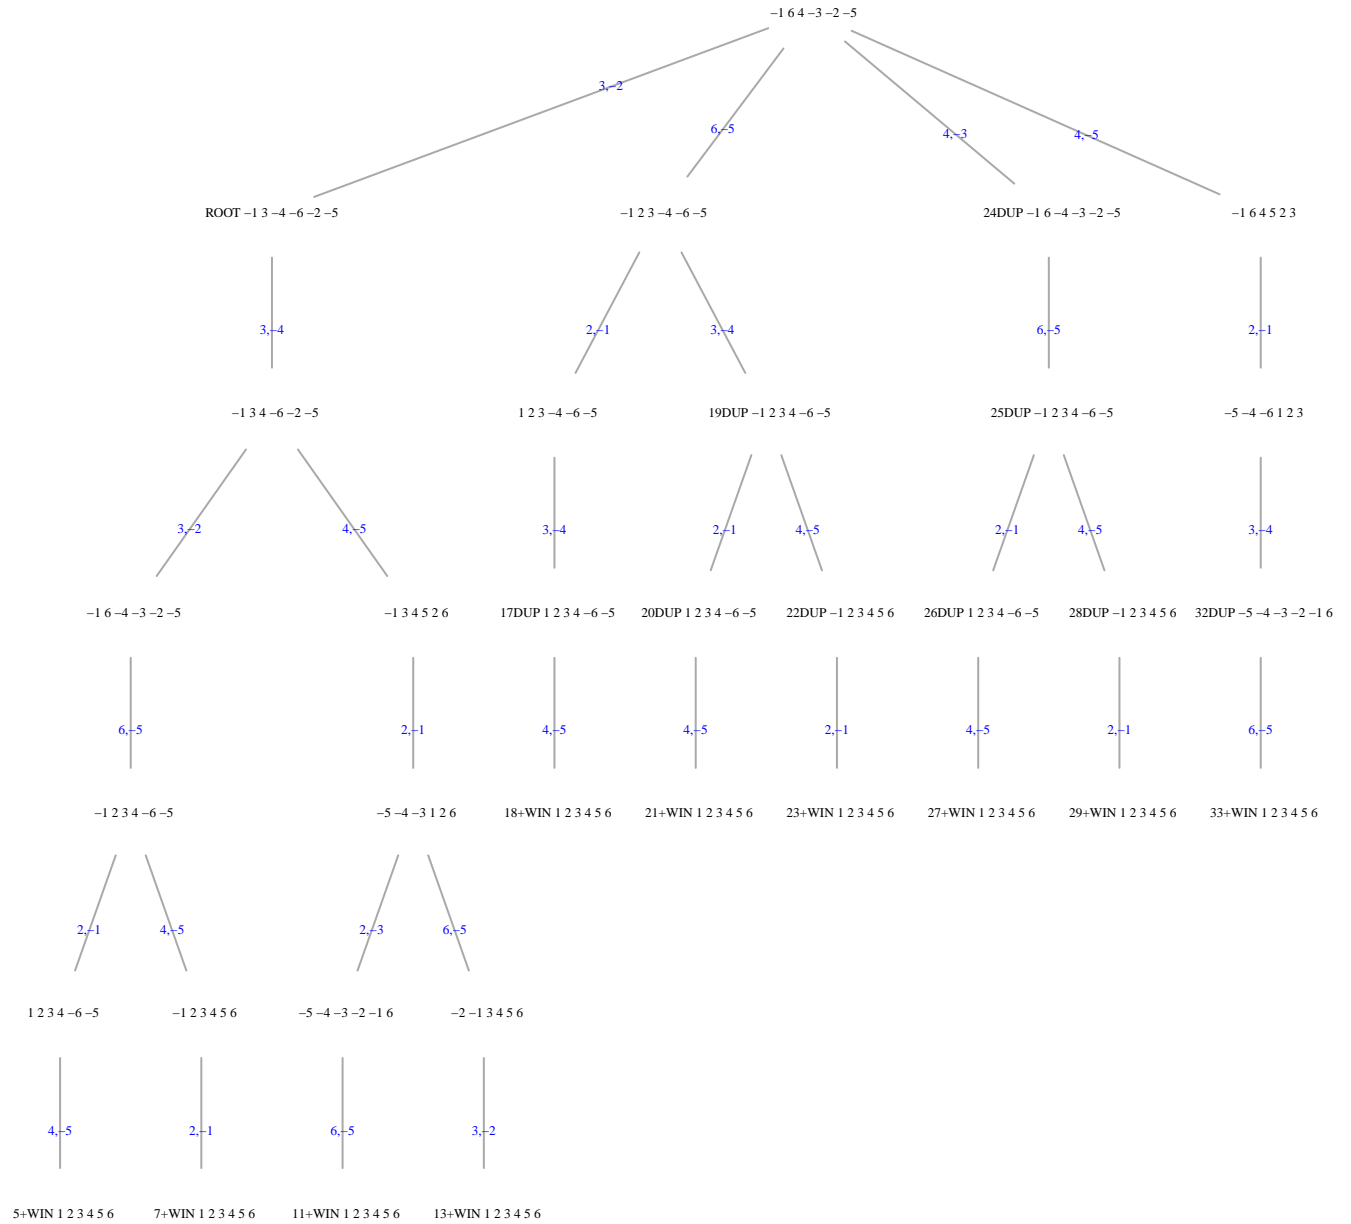 −1 6 4 −3 −2 −5
3,−2
6,−5
4,−3
4,−5
ROOT −1 3 −4 −6 −2 −5
−1 2 3 −4 −6 −5
24DUP −1 6 −4 −3 −2 −5
−1 6 4 5 2 3
3,−4
2,−1
3,−4
6,−5
2,−1
−1 3 4 −6 −2 −5
1 2 3 −4 −6 −5
19DUP −1 2 3 4 −6 −5
25DUP −1 2 3 4 −6 −5
−5 −4 −6 1 2 3
3,−2
4,−5
3,−4
2,−1
4,−5
2,−1
4,−5
3,−4
−1 6 −4 −3 −2 −5
−1 3 4 5 2 6
17DUP 1 2 3 4 −6 −5
20DUP 1 2 3 4 −6 −5
22DUP −1 2 3 4 5 6
26DUP 1 2 3 4 −6 −5
28DUP −1 2 3 4 5 6
32DUP −5 −4 −3 −2 −1 6
6,−5
2,−1
4,−5
4,−5
2,−1
4,−5
2,−1
6,−5
−1 2 3 4 −6 −5
−5 −4 −3 1 2 6
18+WIN 1 2 3 4 5 6
21+WIN 1 2 3 4 5 6
23+WIN 1 2 3 4 5 6
27+WIN 1 2 3 4 5 6
29+WIN 1 2 3 4 5 6
33+WIN 1 2 3 4 5 6
2,−1
4,−5
2,−3
6,−5
1 2 3 4 −6 −5
−1 2 3 4 5 6
−5 −4 −3 −2 −1 6
−2 −1 3 4 5 6
4,−5
2,−1
6,−5
3,−2
5+WIN 1 2 3 4 5 6
7+WIN 1 2 3 4 5 6
11+WIN 1 2 3 4 5 6
13+WIN 1 2 3 4 5 6